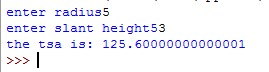 enter radius5
enter slant height53
the tsa is: 125.60000000000001
>>>